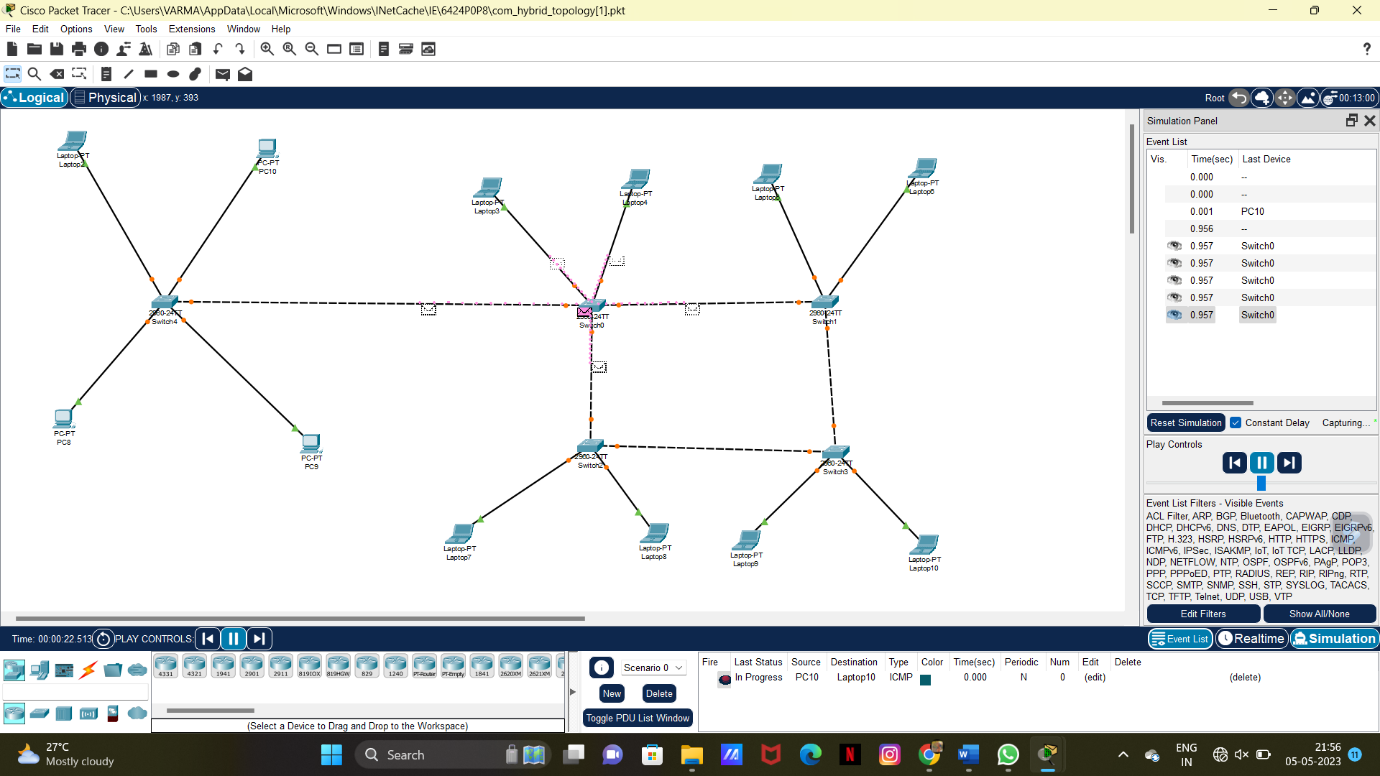 Cisco Packet Tracer - C:\Users\VARMA\AppData\Local\Microsoft\Windows\INetCache\IE\6424P0P8\com_hybrid_topology[1].pkt
File Edit Options View Tools Extensions Window Help
Logical Physical x: 1987, y: 393 Root 00:13:00
Simulation Panel
Event List
Vis. Time(sec) Last Device
0.000 --
0.000 --
0.001 PC10
0.956 --
0.957 Switch0
0.957 Switch0
0.957 Switch0
0.957 Switch0
0.957 Switch0
Reset Simulation Constant Delay Capturing...
Play Controls
Event List Filters - Visible Events
ACL Filter, ARP, BGP, Bluetooth, CAPWAP, CDP,
DHCP, DHCPv6, DNS, DTP, EAPOL, EIGRP, EIGRPv6,
FTP, H.323, HSRP, HSRPv6, HTTP, HTTPS, ICMP,
ICMPv6, IPSec, ISAKMP, IoT, IoT TCP, LACP, LLDP,
NDP, NETFLOW, NTP, OSPF, OSPFv6, PAgP, POP3,
PPP, PPPoED, PTP, RADIUS, REP, RIP, RIPng, RTP,
SCCP, SMTP, SNMP, SSH, STP, SYSLOG, TACACS,
TCP, TFTP, Telnet, UDP, USB, VTP
Edit Filters Show All/None
Laptop-PT
PC-PT
PC10
Laptop-PT
Laptop3
Laptop-PT
Laptop4
Laptop-PT
Laptop-PT
Laptop6
2960-24TT
Switch4
Switch0
2960-24TT
Switch1
PC-PT
PC8
PC-PT
PC9
2960-24TT
Switch2
2960-24TT
Switch3
Laptop-PT
Laptop7
Laptop-PT
Laptop8
Laptop-PT
Laptop9
Laptop-PT
Laptop10
Time: 00:00:22.513 PLAY CONTROLS: Event List Realtime Simulation
4331 4321 1941 2901 2911 819IOX 819HGW 829 1240 PT-Router PT-Empty 1841 2620XM 2621XM
(Select a Device to Drag and Drop to the Workspace)
Scenario 0
New Delete
Toggle PDU List Window
Fire Last Status Source Destination Type Color Time(sec) Periodic Num Edit Delete
In Progress PC10 Laptop10 ICMP 0.000 N 0 (edit) (delete)
27°C
Mostly cloudy
Search
ENG
IN
21:56
05-05-2023
11